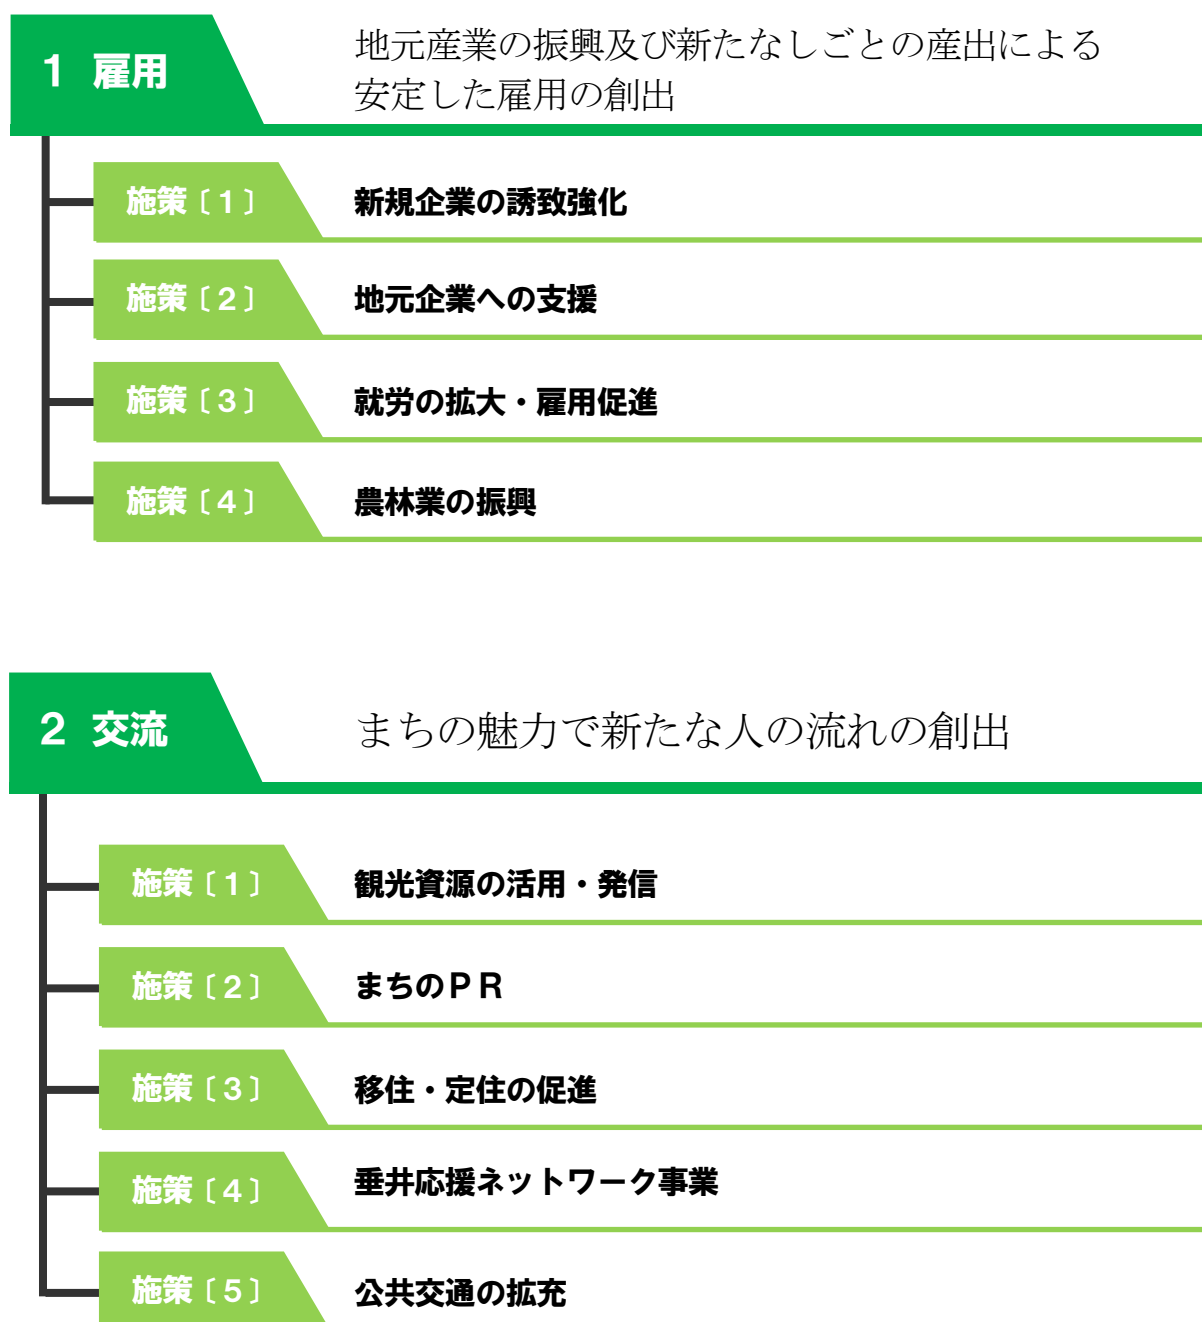 1 雇用
地元産業の振興及び新たなしごとの産出による
安定した雇用の創出
施策〔1〕 新規企業の誘致強化
施策〔2〕 地元企業への支援
施策〔3〕 就労の拡大・雇用促進
施策〔4〕 農林業の振興
2 交流 まちの魅力で新たな人の流れの創出
施策〔1〕 観光資源の活用・発信
施策〔2〕 まちのＰＲ
施策〔3〕 移住・定住の促進
施策〔4〕 垂井応援ネットワーク事業
施策〔5〕 公共交通の拡充